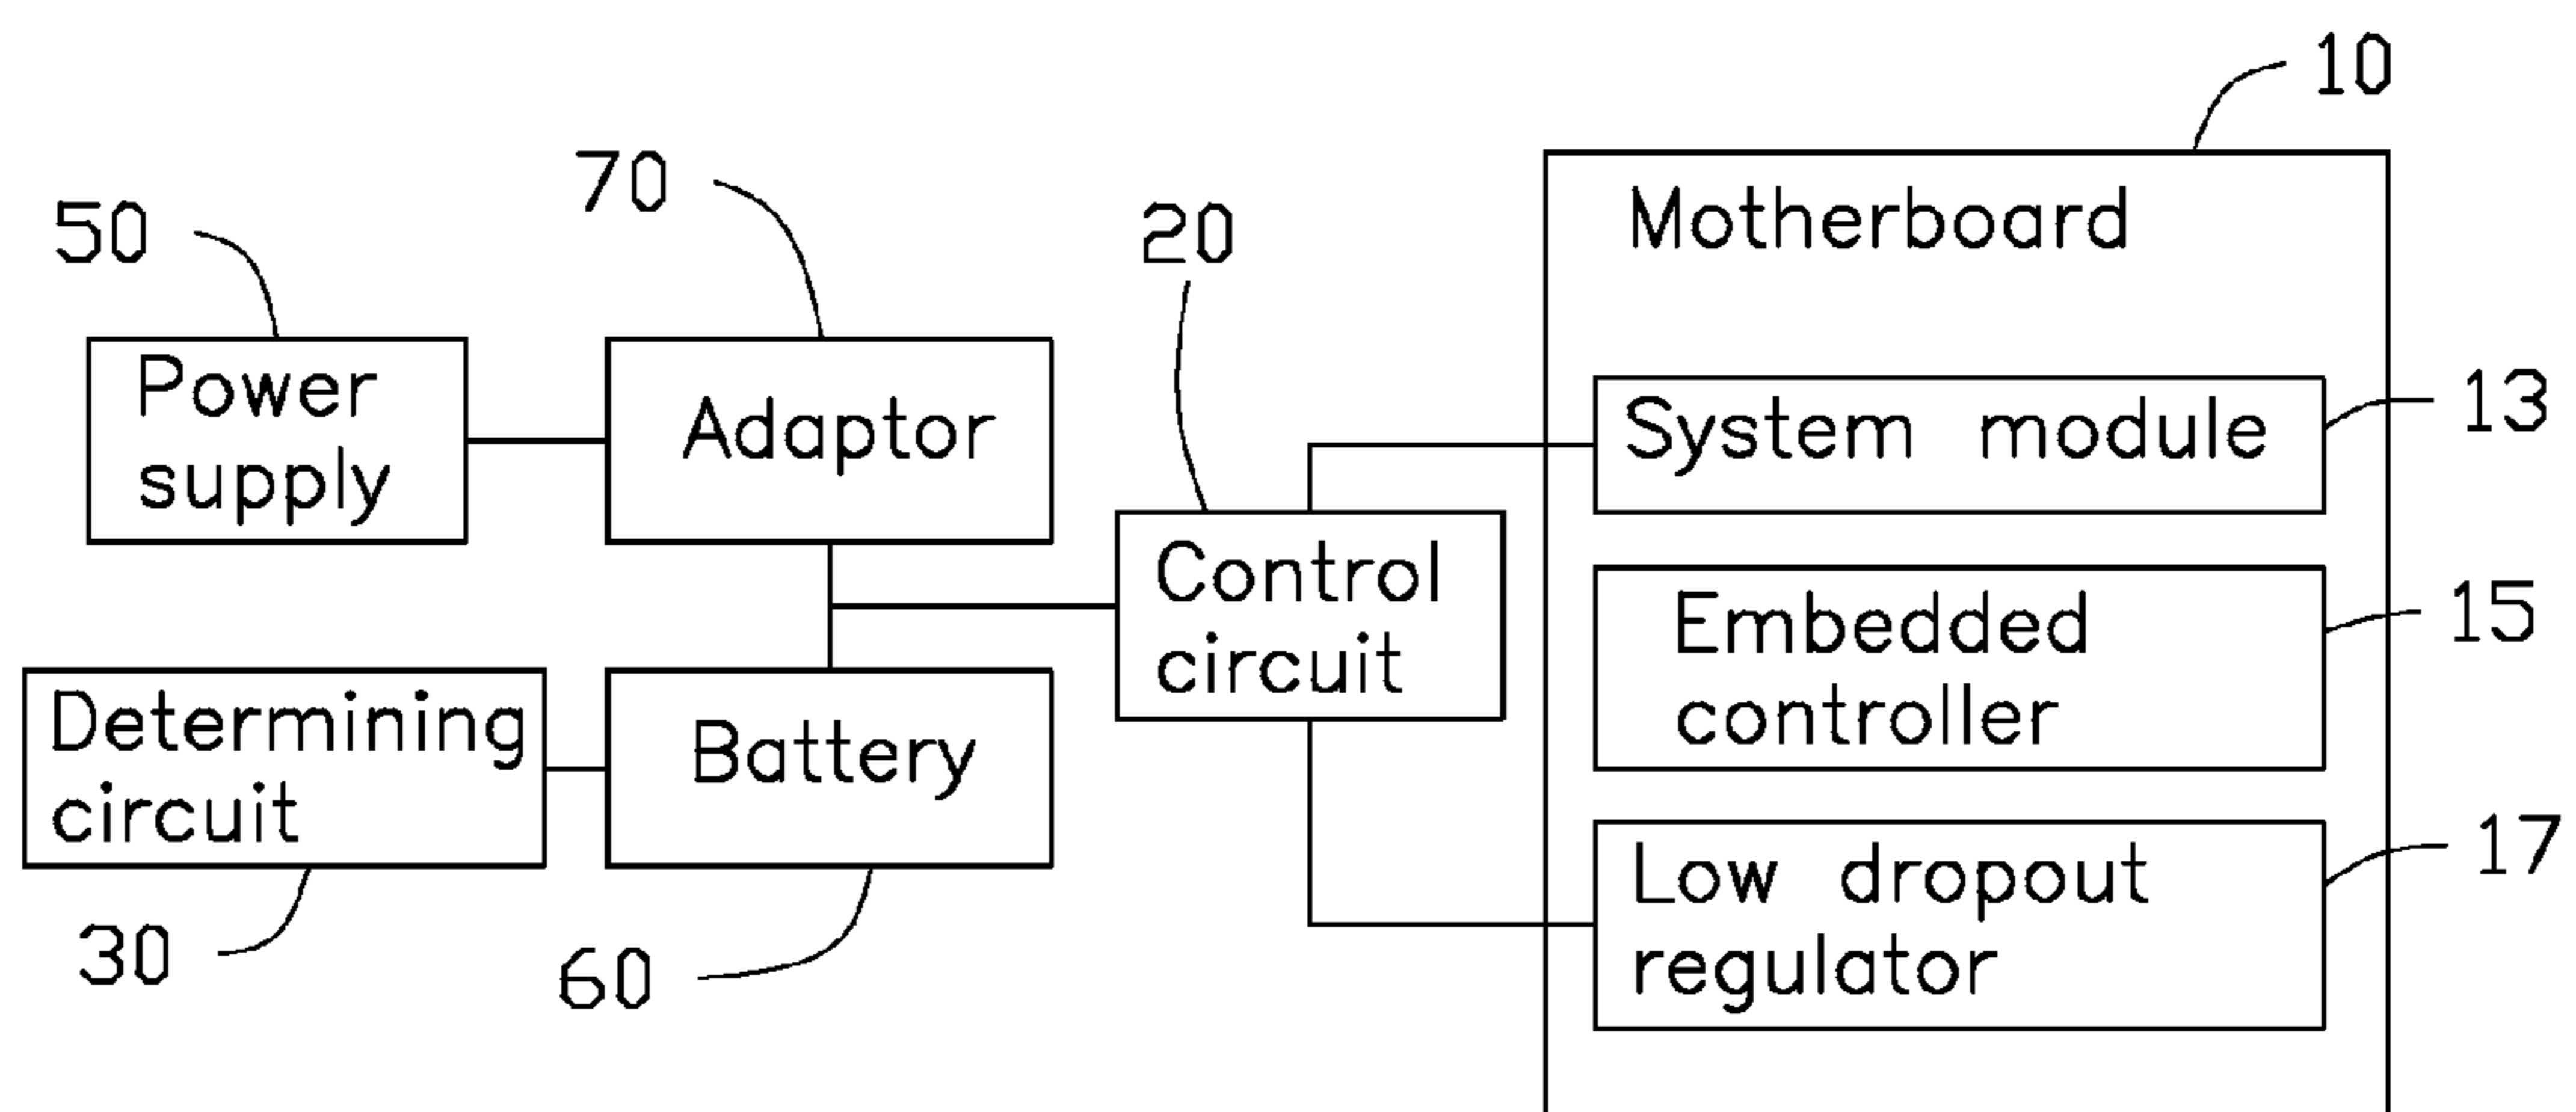 10
70
50
20
Motherboard
Power
supply
Adaptor
System module
13
Control
circuit
Embedded
controller
15
Determining
circuit
Battery
Low dropout
regulator
17
30
60